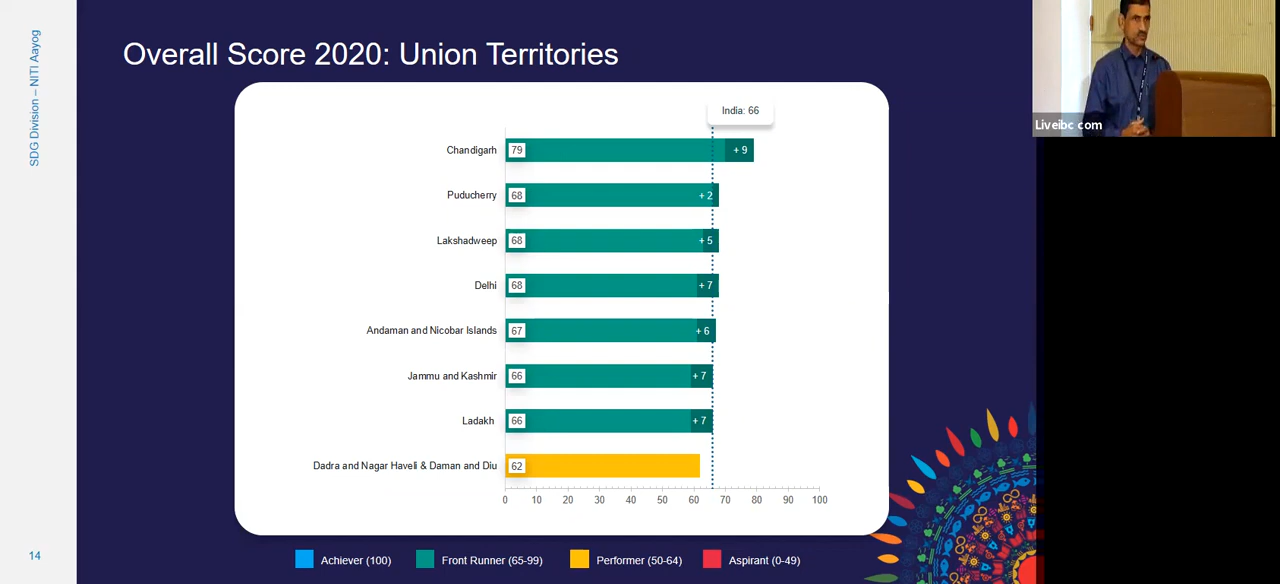 SDG Division – NITI Aayog
Overall Score 2020: Union Territories
Liveibc com
India: 66
Chandigarh 79 + 9
Puducherry 68 + 2
Lakshadweep 68 + 5
Delhi 68 + 7
Andaman and Nicobar Islands 67 + 6
Jammu and Kashmir 66 + 7
Ladakh 66 + 7
Dadra and Nagar Haveli & Daman and Diu 62
0 10 20 30 40 50 60 70 80 90 100
14
Achiever (100) Front Runner (65-99) Performer (50-64) Aspirant (0-49)